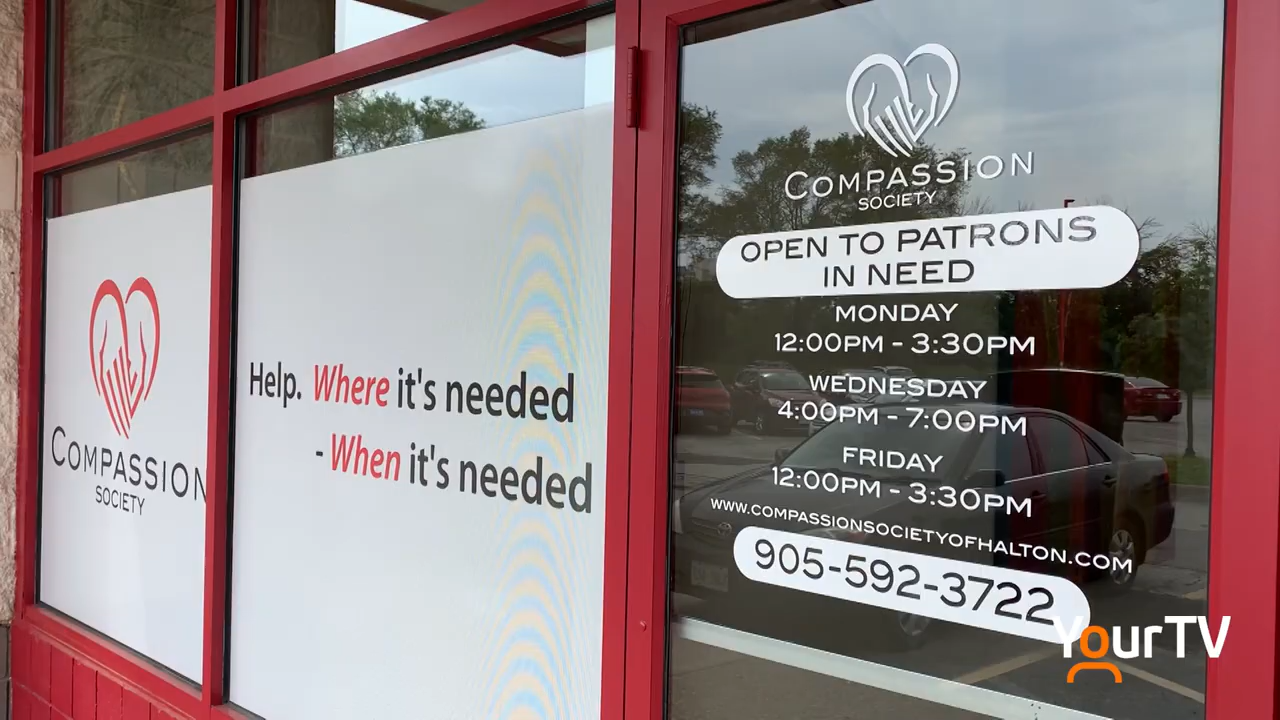 COMPASSION
SOCIETY
Help. Where it's needed
- When it's needed
COMPASSION
SOCIETY
OPEN TO PATRONS
IN NEED
MONDAY
12:00PM - 3:30PM
WEDNESDAY
4:00PM - 7:00PM
FRIDAY
12:00PM - 3:30PM
WWW.COMPASSIONSOCIETYOFHALTON.COM
905-592-3722
YourTV